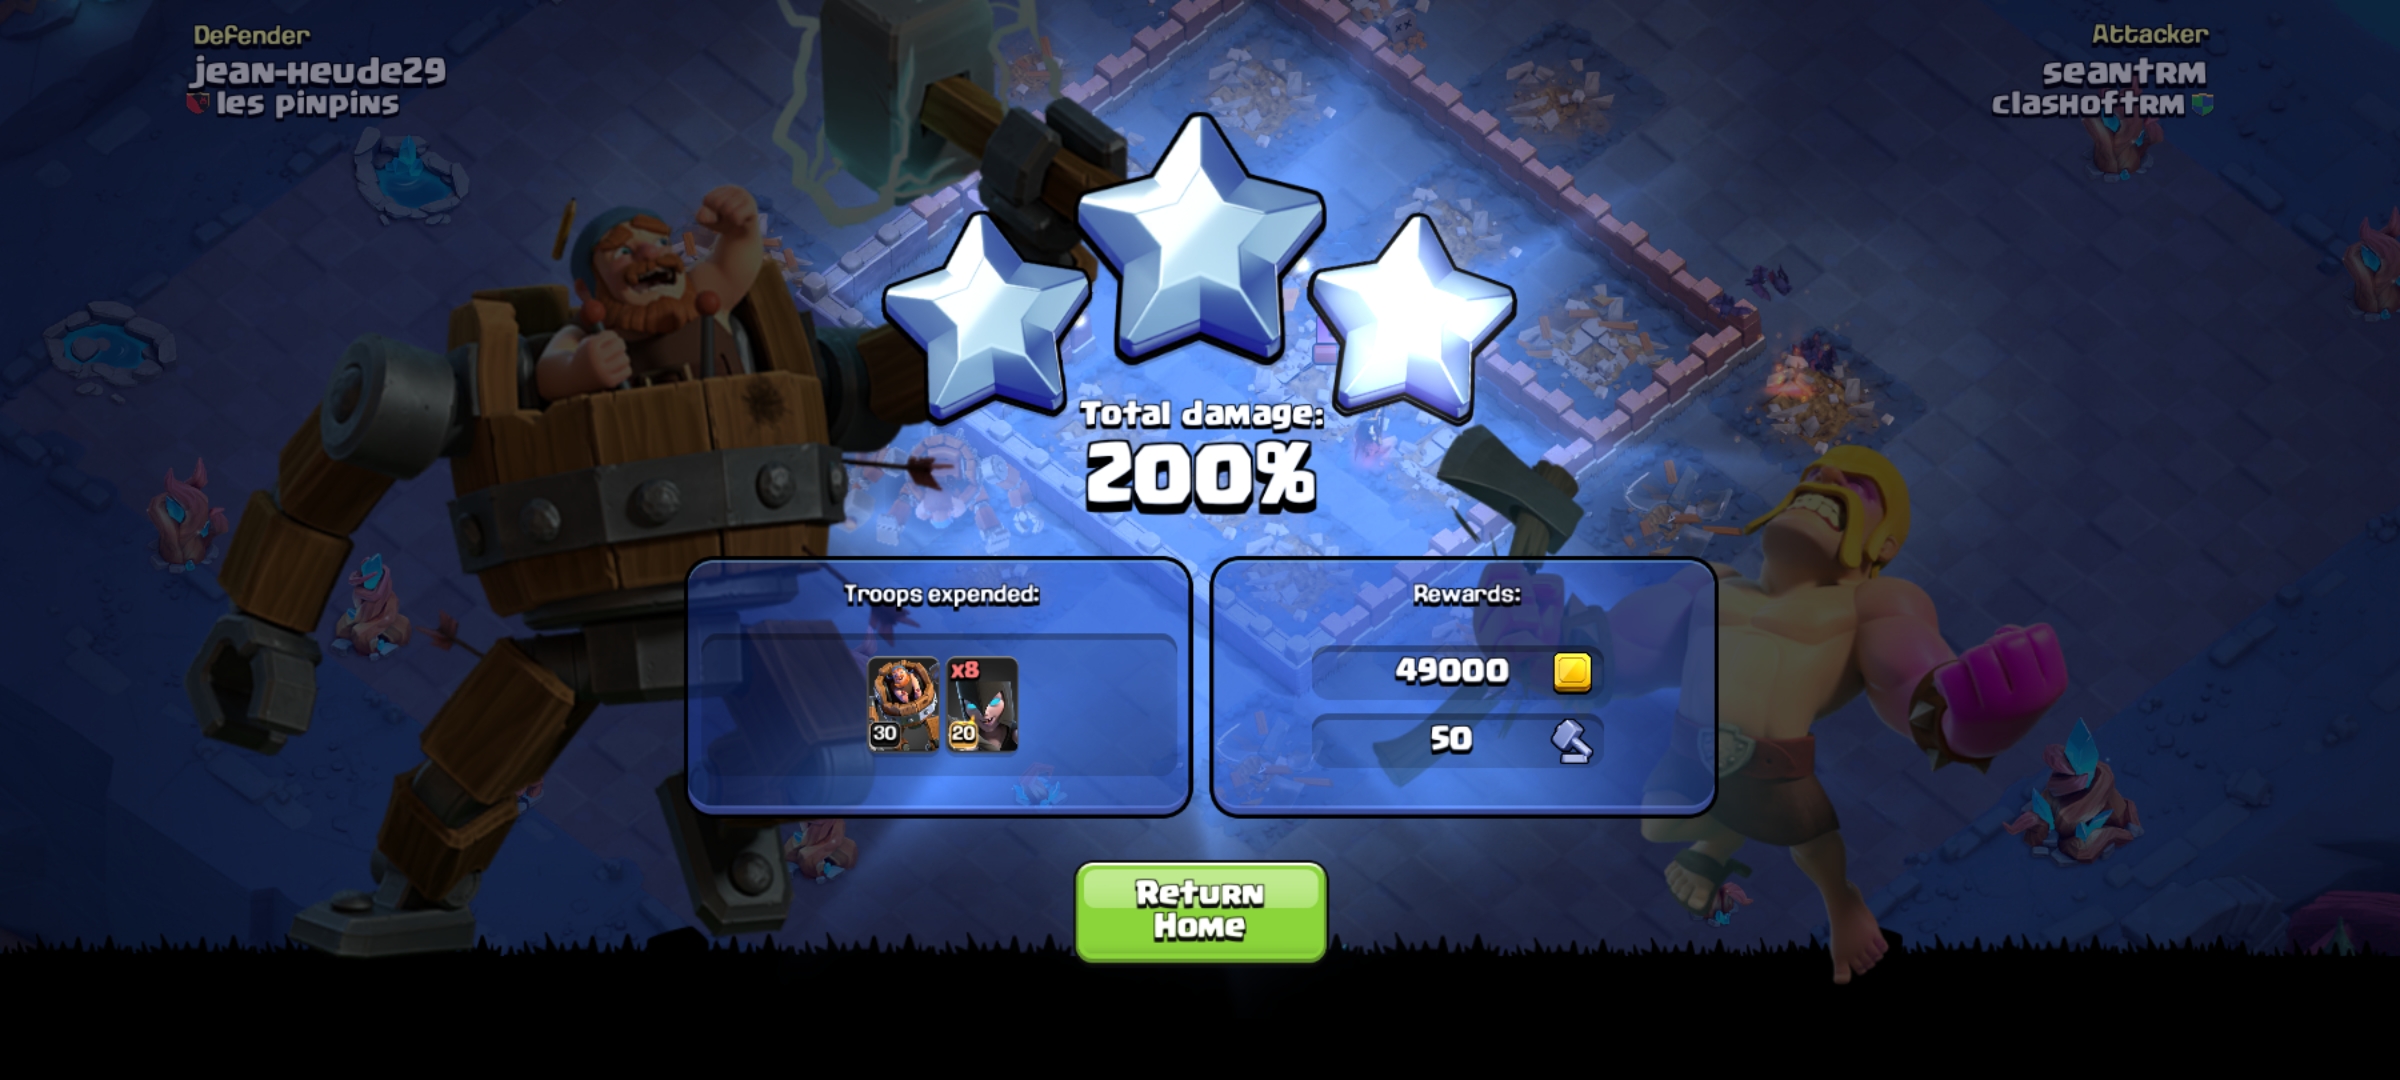 Defender
jean-Heude29
les pinpins
Attacker
seantrm
clashoftrm
Total damage:
200%
Troops expended:
x8
30
20
Rewards:
49000
50
Return
Home